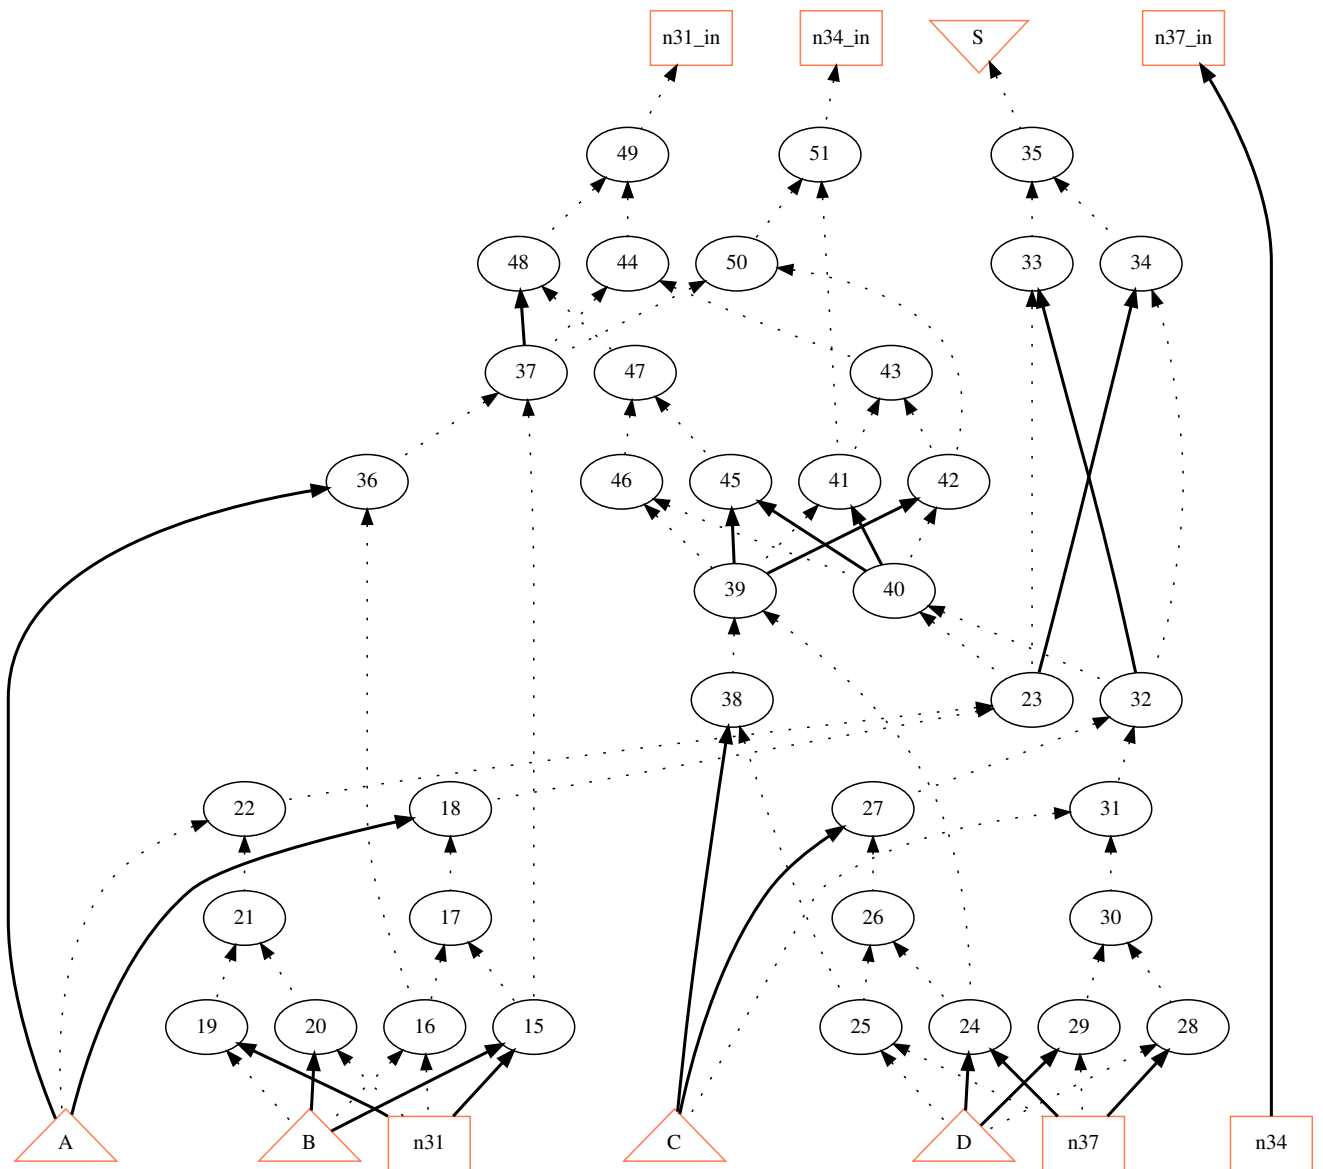 n31_in n34_in S n37_in
49 51 35
48 44 50 33 34
37 47 43
36 46 45 41 42
39 40
38 23 32
22 18 27 31
21 17 26 30
19 20 16 15 25 24 29 28
A B n31 C D n37 n34